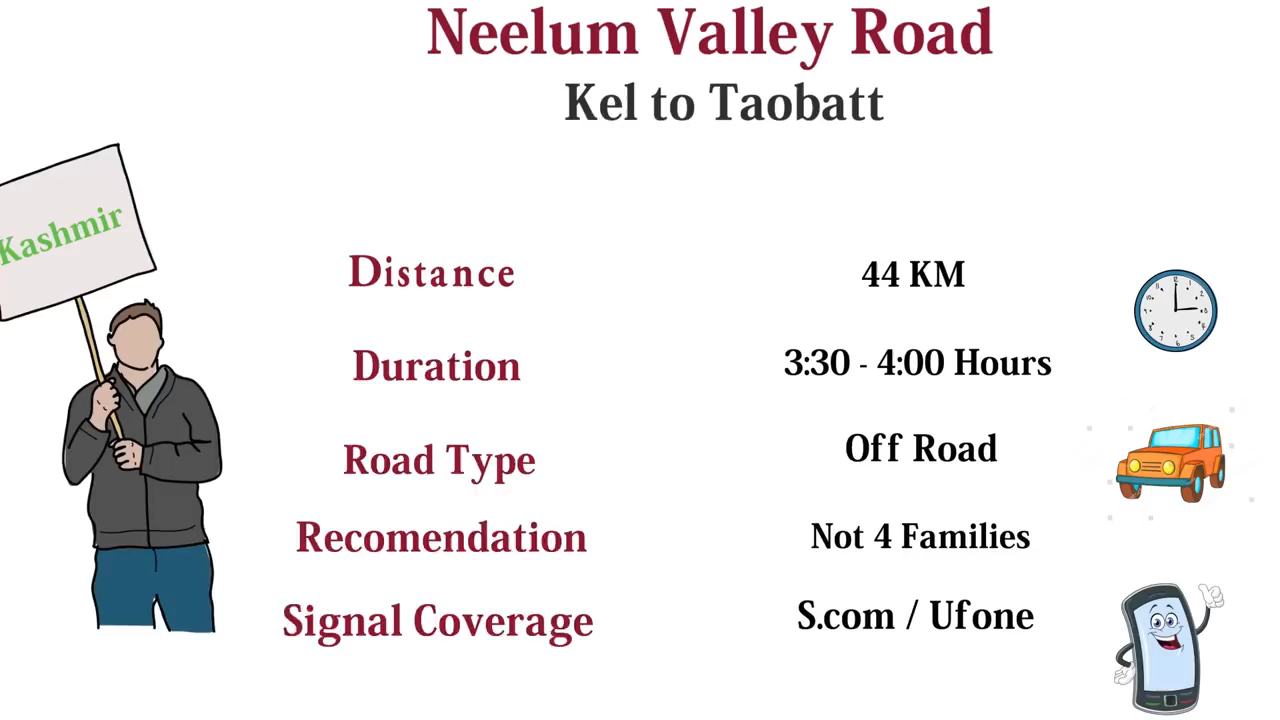 Neelum Valley Road
Kel to Taobatt
Kashmir
Distance 44 KM
Duration 3:30 - 4:00 Hours
Road Type Off Road
Recomendation Not 4 Families
Signal Coverage S.com / Ufone